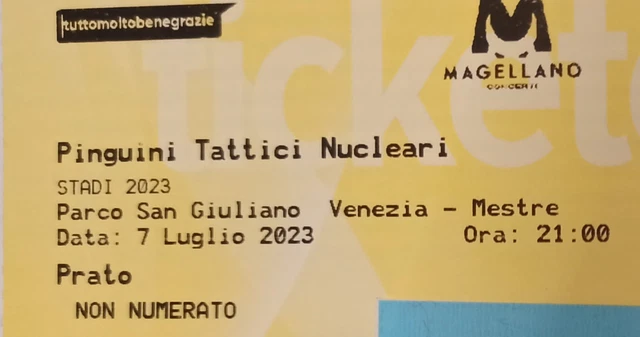 tuttomoltobenegrazie
MAGELLANO
CONCERTI
Pinguini Tattici Nucleari
STADI 2023
Parco San Giuliano Venezia - Mestre
Data: 7 Luglio 2023 Ora: 21:00
Prato
NON NUMERATO